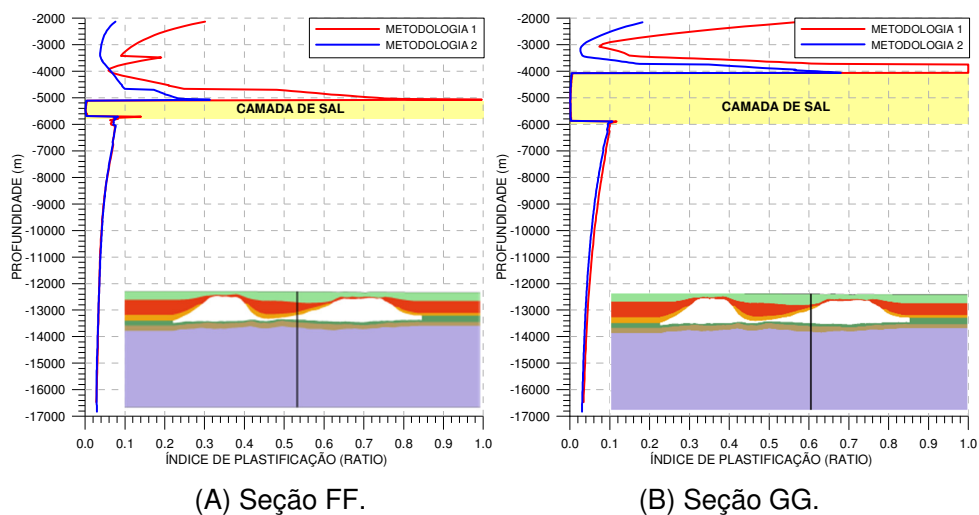 METODOLOGIA 1
METODOLOGIA 2
CAMADA DE SAL
PROFUNDIDADE (m)
-2000
-3000
-4000
-5000
-6000
-7000
-8000
-9000
-10000
-11000
-12000
-13000
-14000
-15000
-16000
-17000
0.0 0.1 0.2 0.3 0.4 0.5 0.6 0.7 0.8 0.9 1.0
ÍNDICE DE PLASTIFICAÇÃO (RATIO)
(A) Seção FF.
METODOLOGIA 1
METODOLOGIA 2
CAMADA DE SAL
PROFUNDIDADE (m)
-2000
-3000
-4000
-5000
-6000
-7000
-8000
-9000
-10000
-11000
-12000
-13000
-14000
-15000
-16000
-17000
0.0 0.1 0.2 0.3 0.4 0.5 0.6 0.7 0.8 0.9 1.0
ÍNDICE DE PLASTIFICAÇÃO (RATIO)
(B) Seção GG.